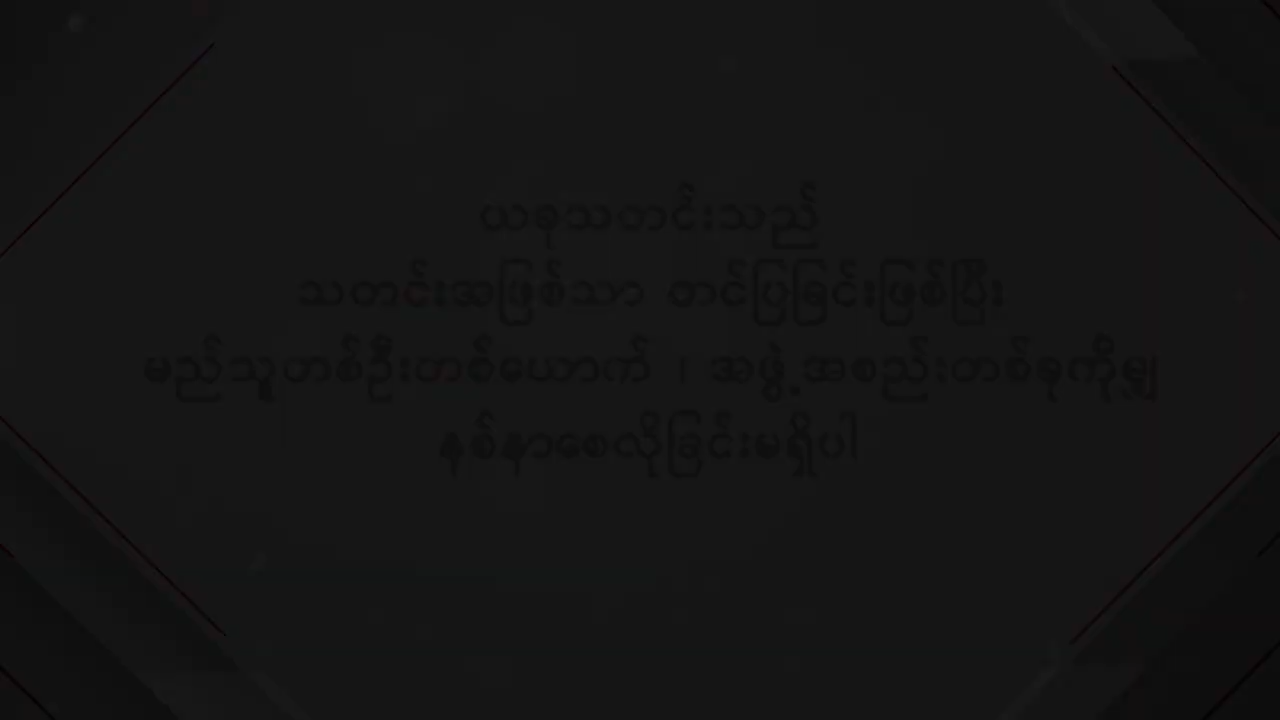 ယခုသတင်းသည်
သတင်းအဖြစ်သာ တင်ပြခြင်းဖြစ်ပြီး
မည်သူတစ်ဦးတစ်ယောက် ၊ အဖွဲ့အစည်းတစ်ခုကိုမျှ
နစ်နာစေလိုခြင်းမရှိပါ